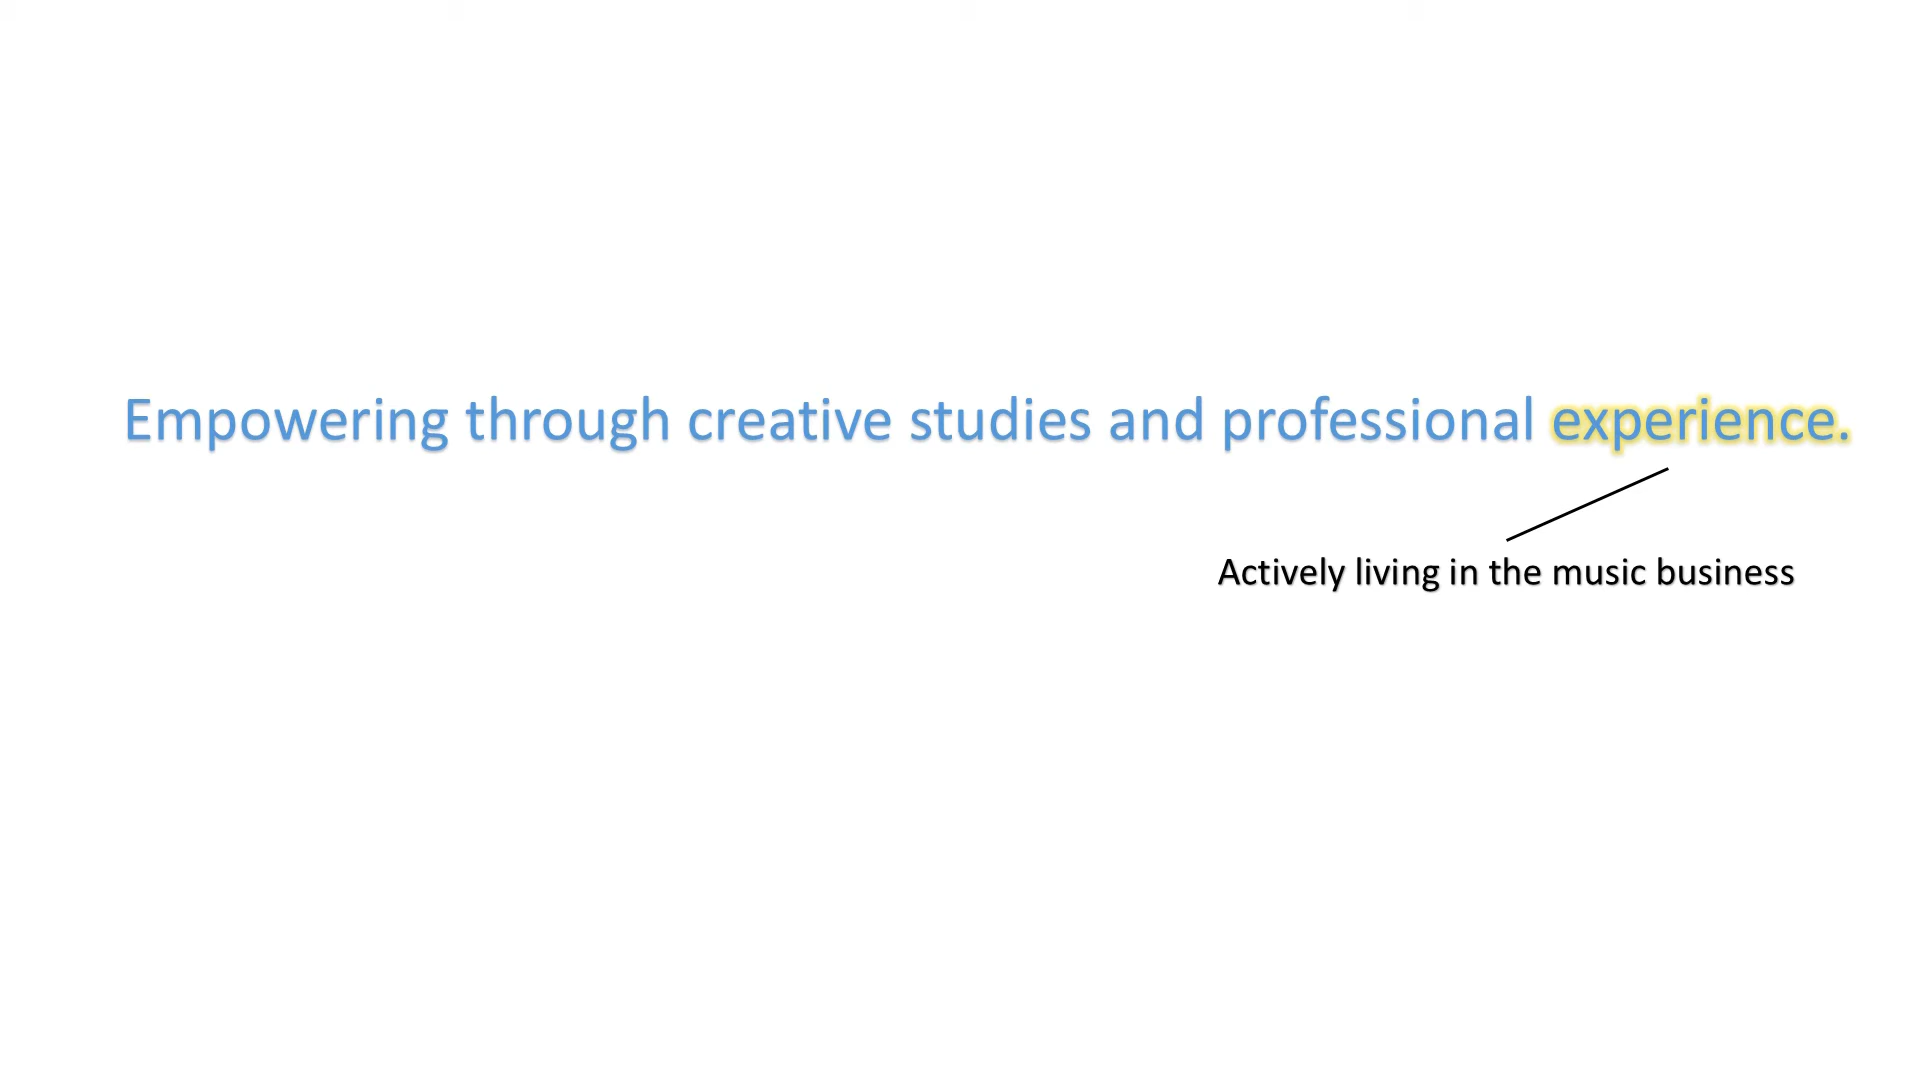 Empowering through creative studies and professional experience.
Actively living in the music business